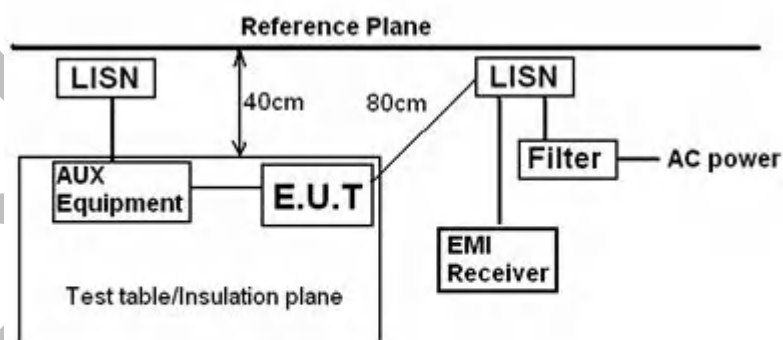 Reference Plane
LISN
LISN
40cm
80cm
Filter
AC power
AUX
Equipment
E.U.T
EMI
Receiver
Test table/Insulation plane